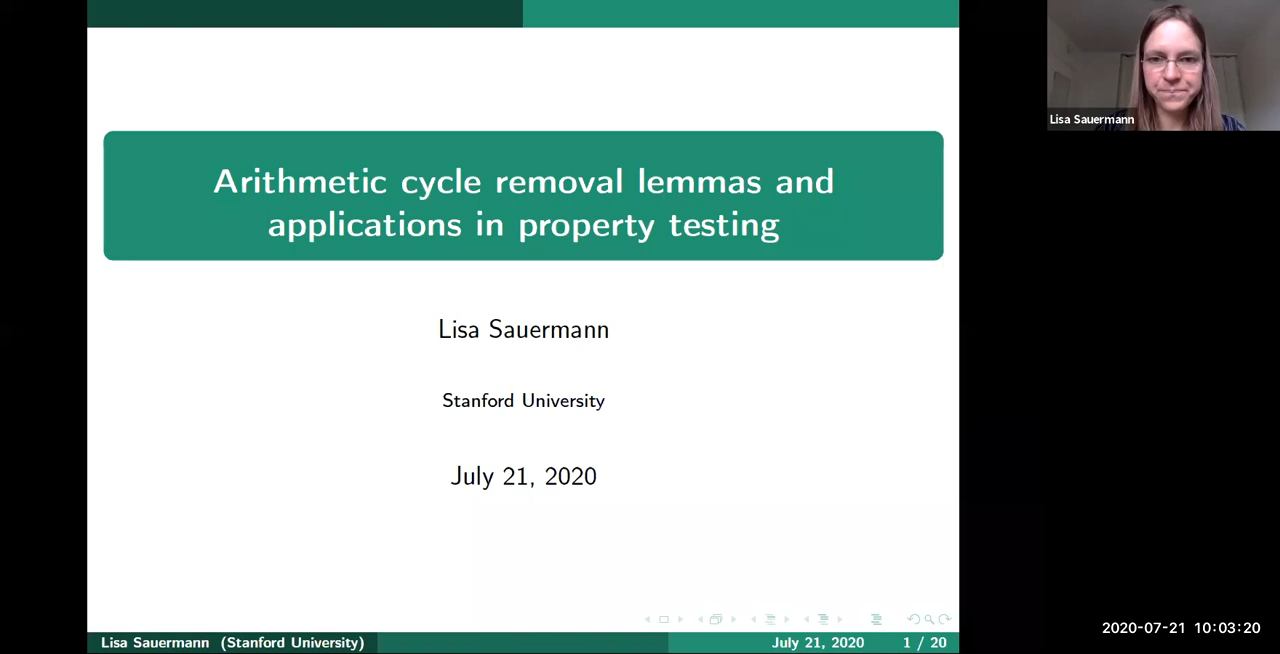 Arithmetic cycle removal lemmas and
applications in property testing
Lisa Sauermann
Stanford University
July 21, 2020
Lisa Sauermann (Stanford University)
July 21, 2020
1 / 20
Lisa Sauermann
2020-07-21 10:03:20